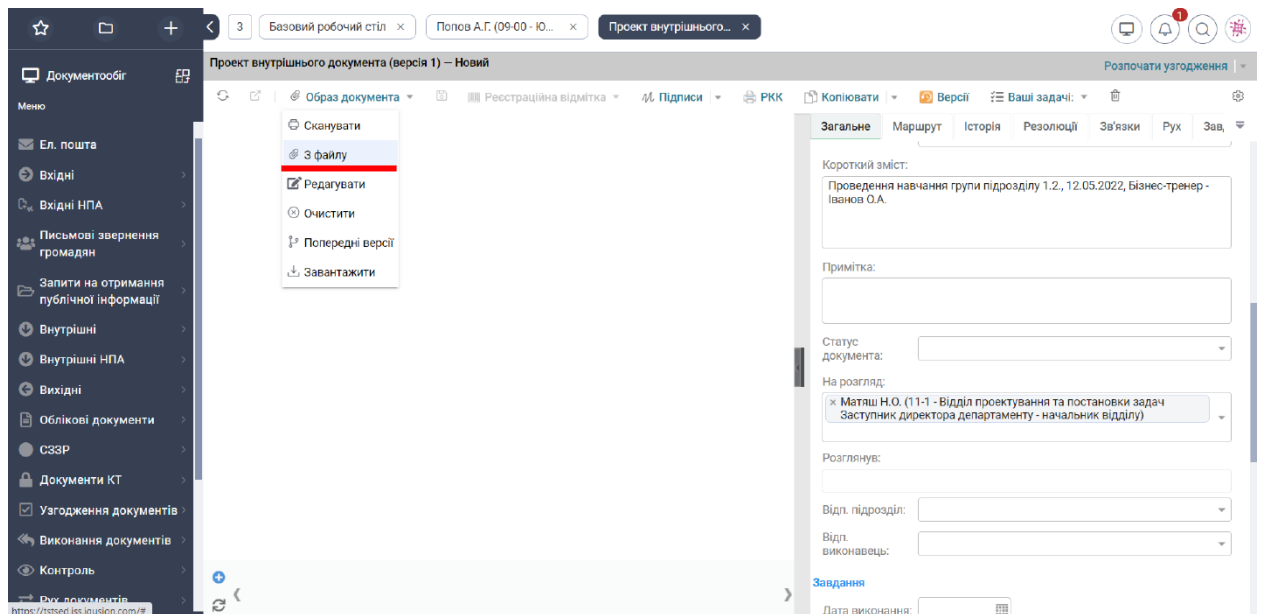 3
Базовий робочий стіл ×
Попов А.Г. (09-00 - Ю... ×
Проект внутрішнього... ×
1
Документообіг
Меню
Ел. пошта
Вхідні
Вхідні НПА
Письмові звернення
громадян
Запити на отримання
публічної інформації
Внутрішні
Внутрішні НПА
Вихідні
Облікові документи
СЗЗР
Документи КТ
Узгодження документів
Виконання документів
Контроль
Рух документів
https://tstsed.iss.iqusion.com/#
Проект внутрішнього документа (версія 1) — Новий
Розпочати узгодження
Образ документа
Реєстраційна відмітка
Підписи
РКК
Копіювати
Версії
Ваші задачі:
Сканувати
З файлу
Редагувати
Очистити
Попередні версії
Завантажити
Загальне
Маршрут
Історія
Резолюції
Зв'язки
Рух
Зав,
Короткий зміст:
Проведення навчання групи підрозділу 1.2., 12.05.2022, Бізнес-тренер -
Іванов О.А.
Примітка:
Статус
документа:
На розгляд:
× Матяш Н.О. (11-1 - Відділ проектування та постановки задач
Заступник директора департаменту - начальник відділу)
Розглянув:
Відп. підрозділ:
Відп.
виконавець:
Завдання
Дата виконання: